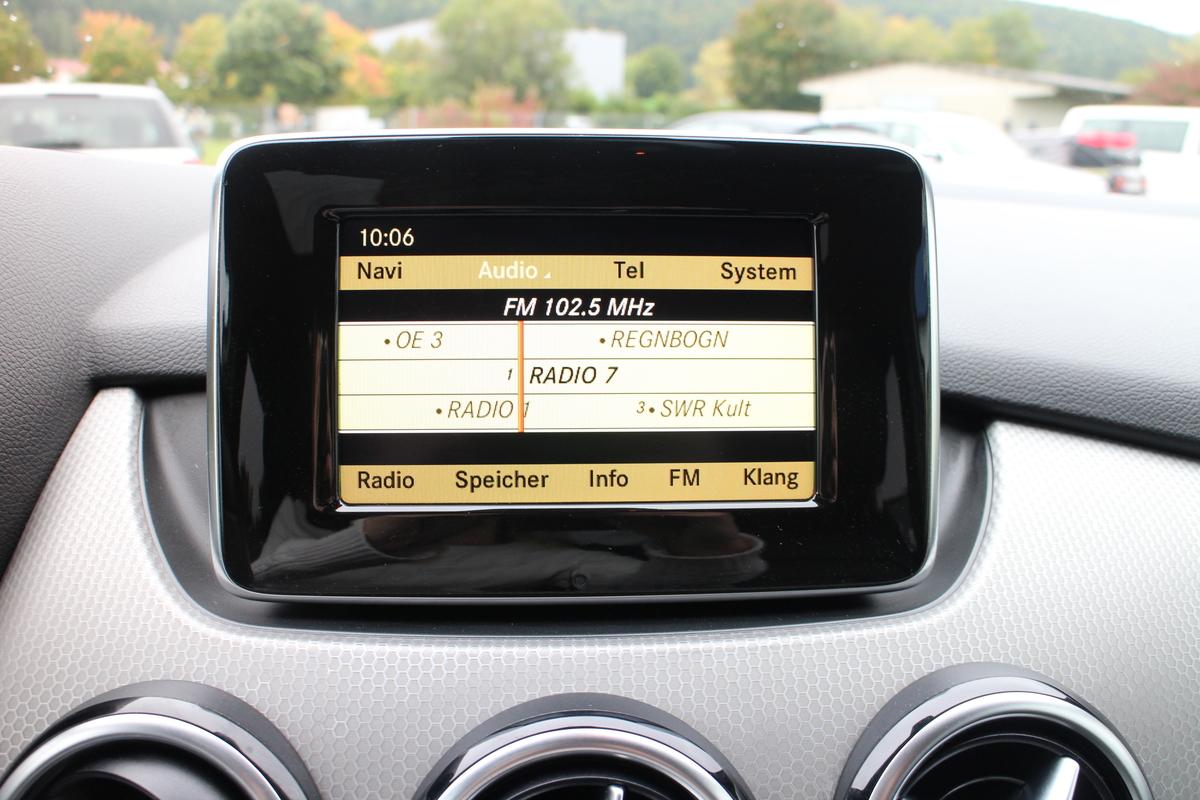 10:06
Navi Audio Tel System
FM 102.5 MHz
• OE 3 • REGNBOGN
1 RADIO 7
• RADIO 1 3• SWR Kult
Radio Speicher Info FM Klang